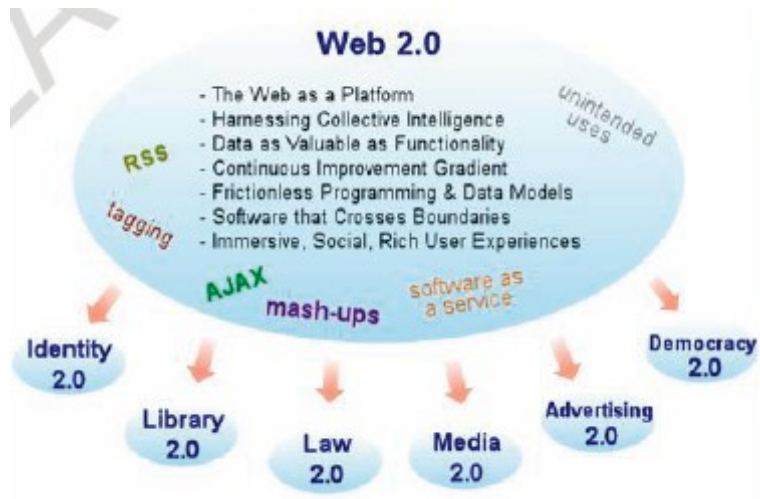 Web 2.0
- The Web as a Platform
- Harnessing Collective Intelligence
- Data as Valuable as Functionality
- Continuous Improvement Gradient
- Frictionless Programming & Data Models
- Software that Crosses Boundaries
- Immersive, Social, Rich User Experiences
unintended
uses
RSS
tagging
AJAX
mash-ups
software as
a service
Identity
2.0
Library
2.0
Law
2.0
Media
2.0
Advertising
2.0
Democracy
2.0